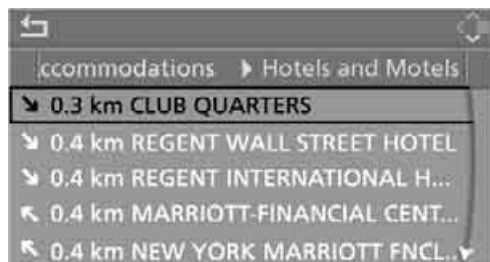 ccommodations Hotels and Motels
0.3 km CLUB QUARTERS
0.4 km REGENT WALL STREET HOTEL
0.4 km REGENT INTERNATIONAL H...
0.4 km MARRIOTT-FINANCIAL CENT...
0.4 km NEW YORK MARRIOTT FNCL...